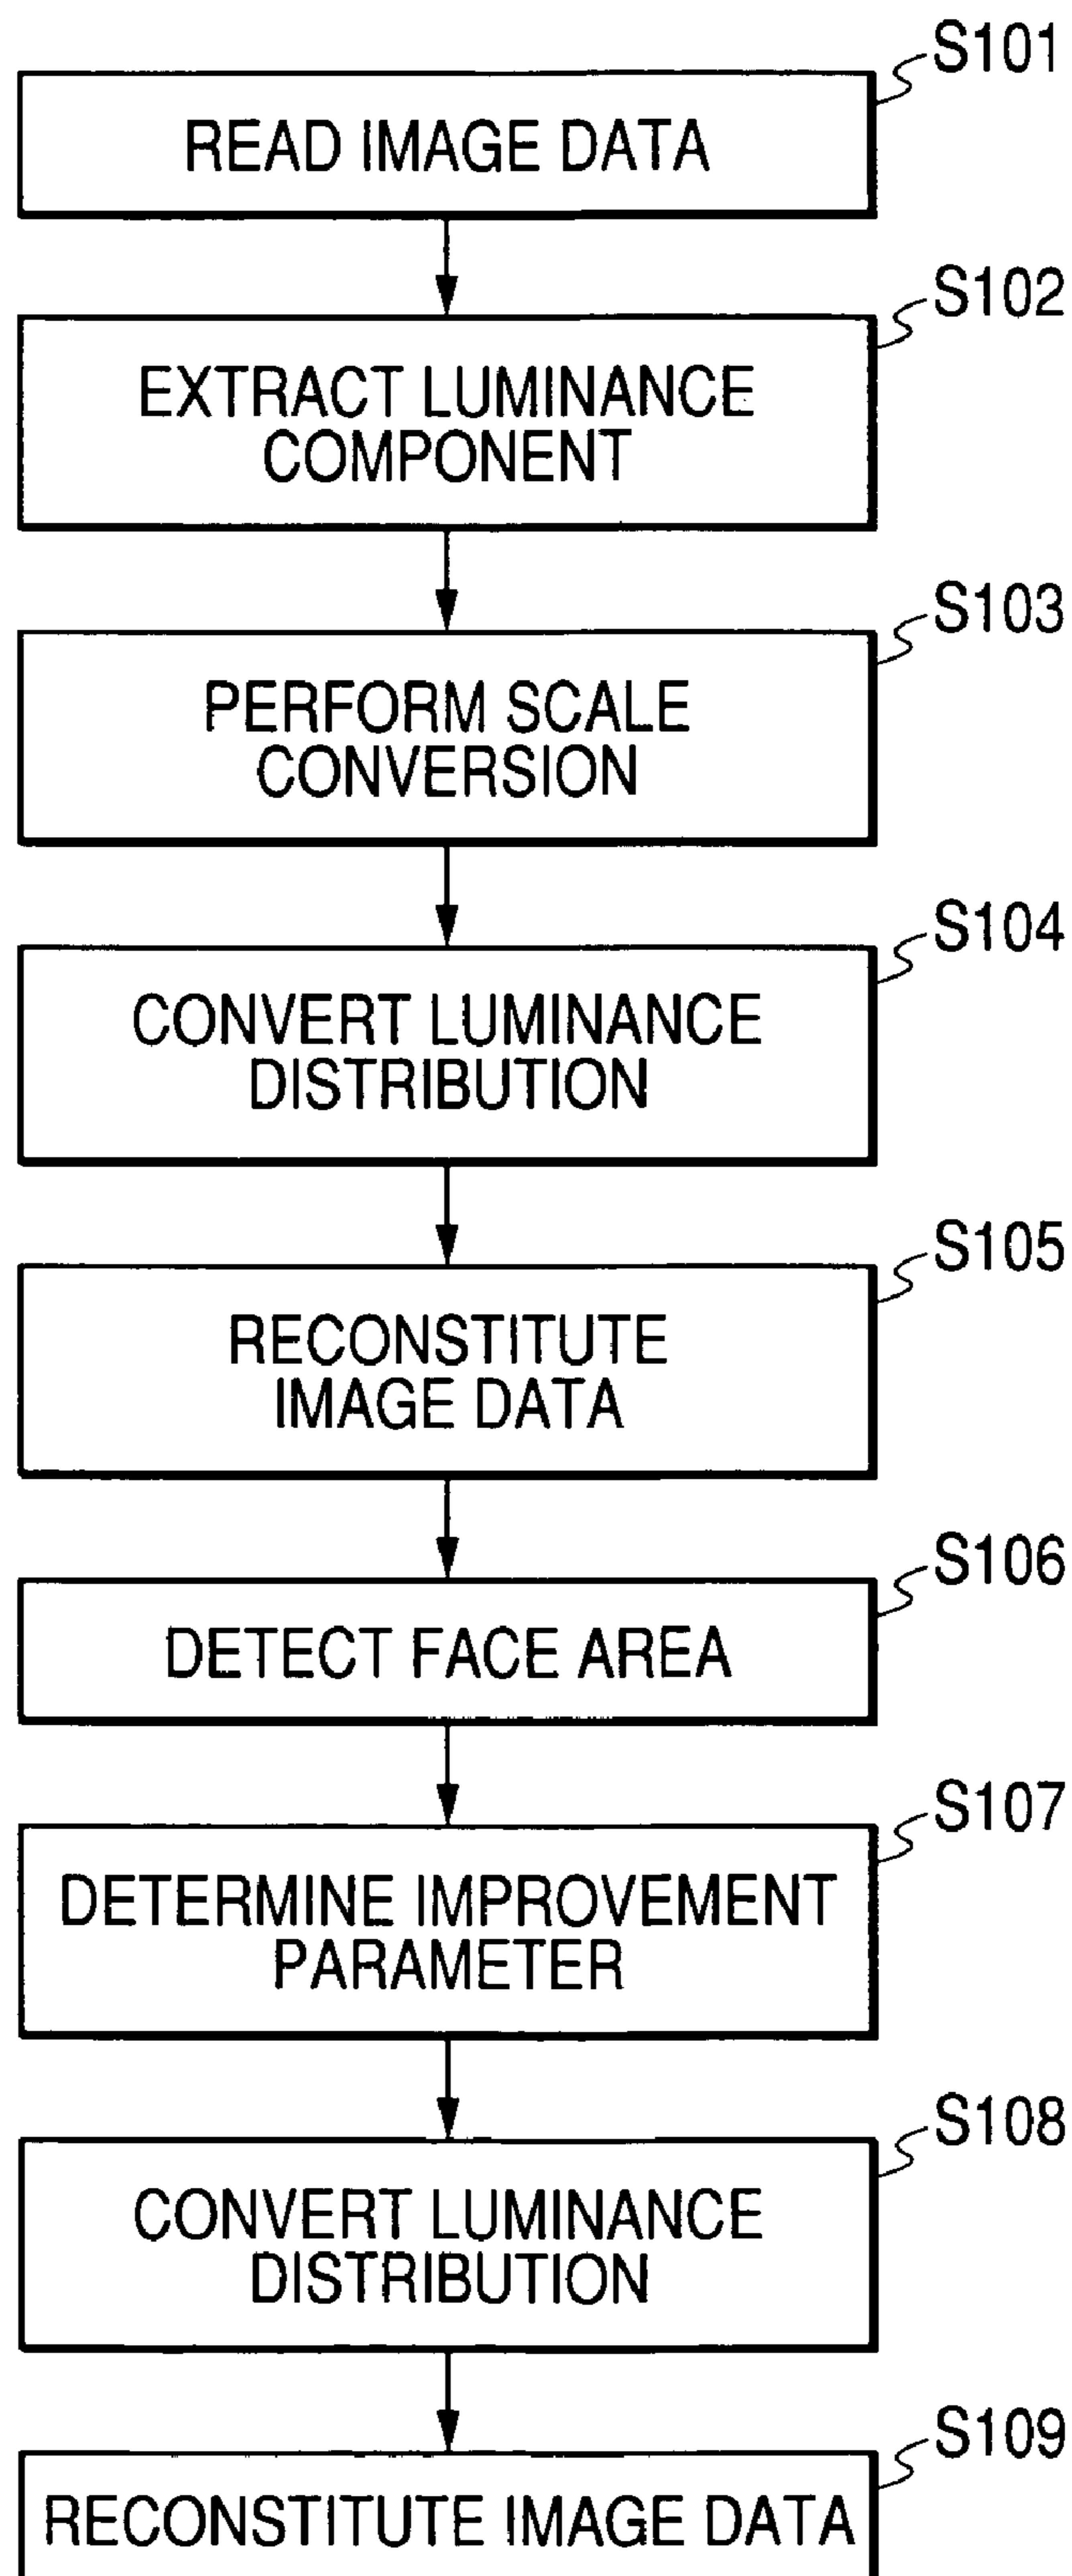 S101
READ IMAGE DATA
S102
EXTRACT LUMINANCE
COMPONENT
S103
PERFORM SCALE
CONVERSION
S104
CONVERT LUMINANCE
DISTRIBUTION
S105
RECONSTITUTE
IMAGE DATA
S106
DETECT FACE AREA
S107
DETERMINE IMPROVEMENT
PARAMETER
S108
CONVERT LUMINANCE
DISTRIBUTION
S109
RECONSTITUTE IMAGE DATA